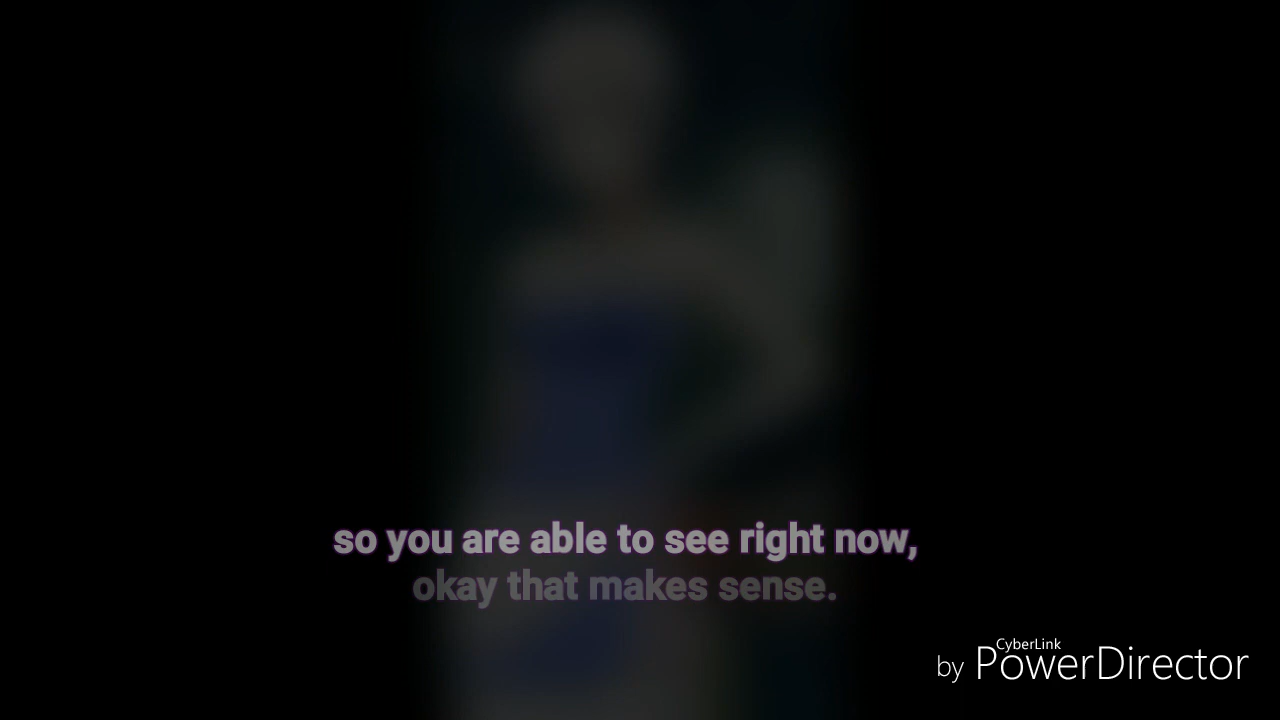 so you are able to see right now,
okay that makes sense.
CyberLink
by PowerDirector